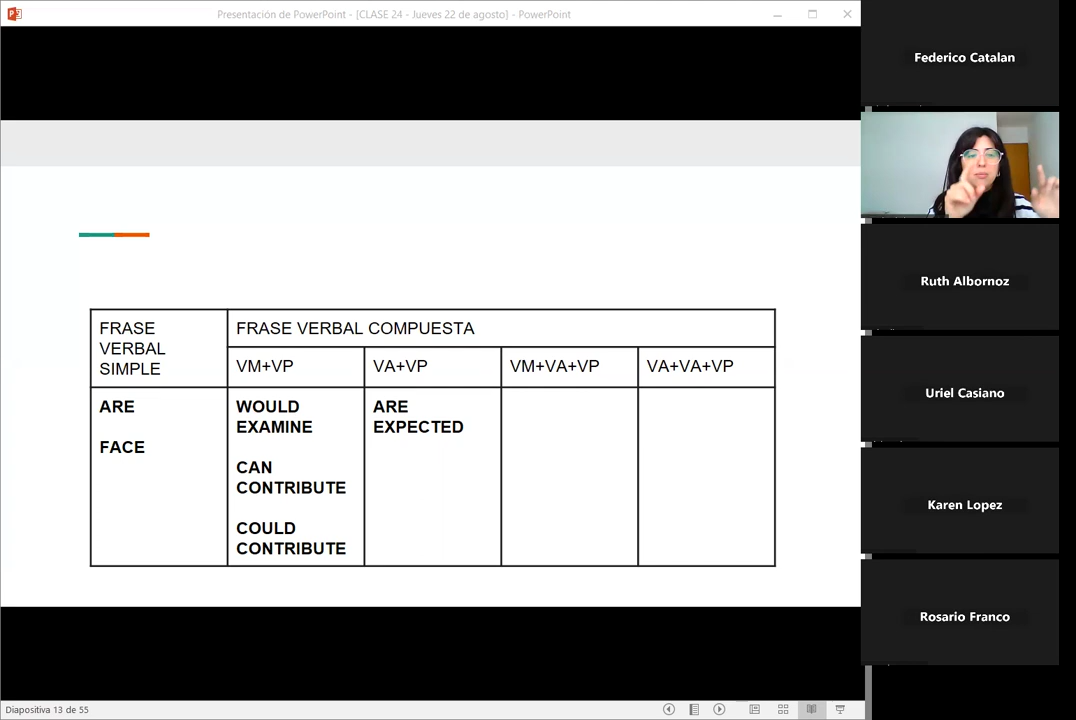 Presentación de PowerPoint - [CLASE 24 - Jueves 22 de agosto] - PowerPoint
Federico Catalan
Ruth Albornoz
Uriel Casiano
Karen Lopez
Rosario Franco
FRASE
VERBAL
SIMPLE
FRASE VERBAL COMPUESTA
VM+VP
VA+VP
VM+VA+VP
VA+VA+VP
ARE
FACE
WOULD
EXAMINE
CAN
CONTRIBUTE
COULD
CONTRIBUTE
ARE
EXPECTED
Diapositiva 13 de 55